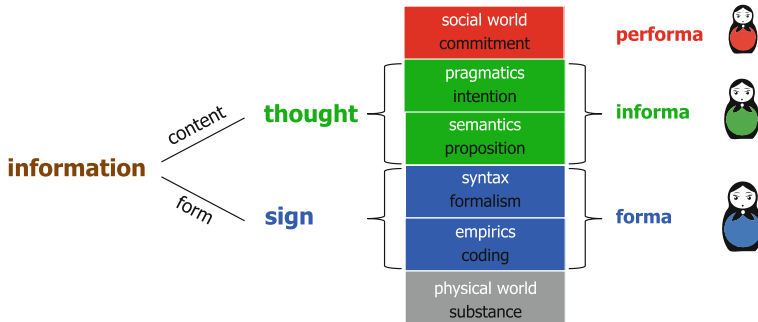 social world
commitment
performa
pragmatics
intention
content
thought
informa
semantics
proposition
information
syntax
formalism
form
sign
forma
empirics
coding
physical world
substance